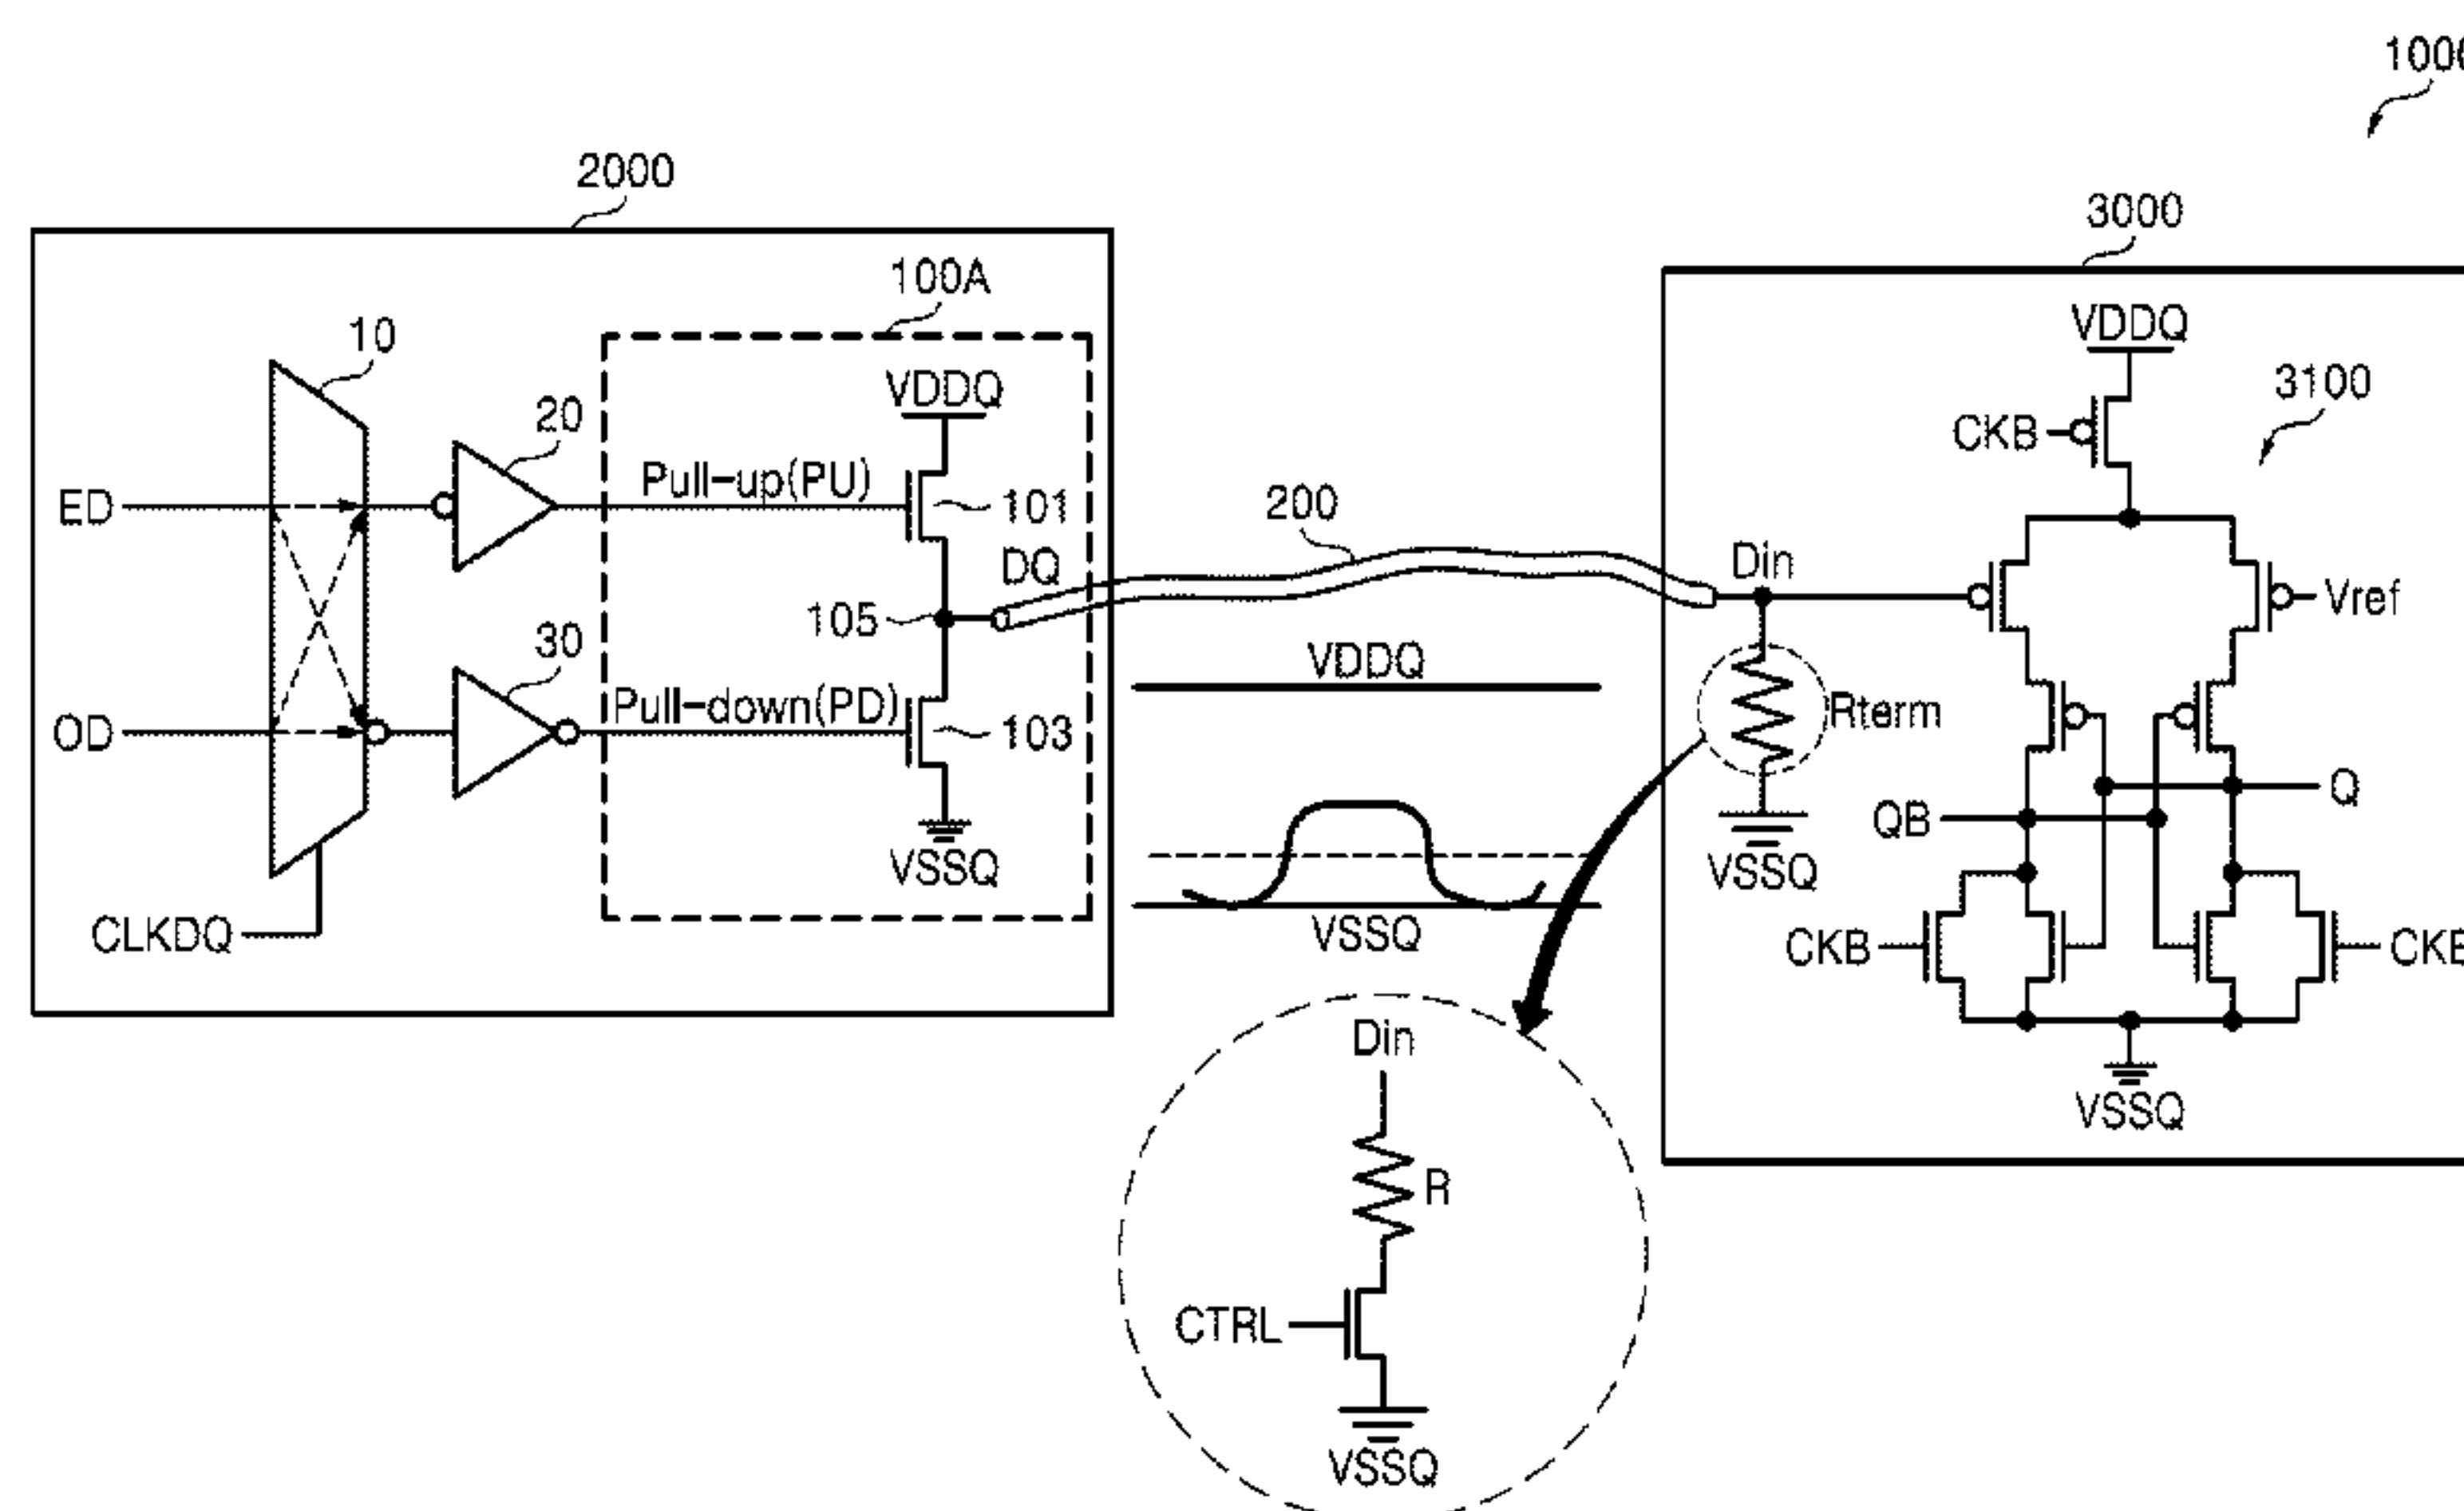 2000
100A
10
VDDQ
20
Pull-up(PU)
ED
101
DQ
105
30
Pull-down(PD)
OD
103
VSSQ
CLKDQ
200
VDDQ
VSSQ
Din
R
CTRL
VSSQ
3000
VDDQ
3100
CKB
Din
Vref
Rterm
Q
QB
VSSQ
CKB
VSSQ